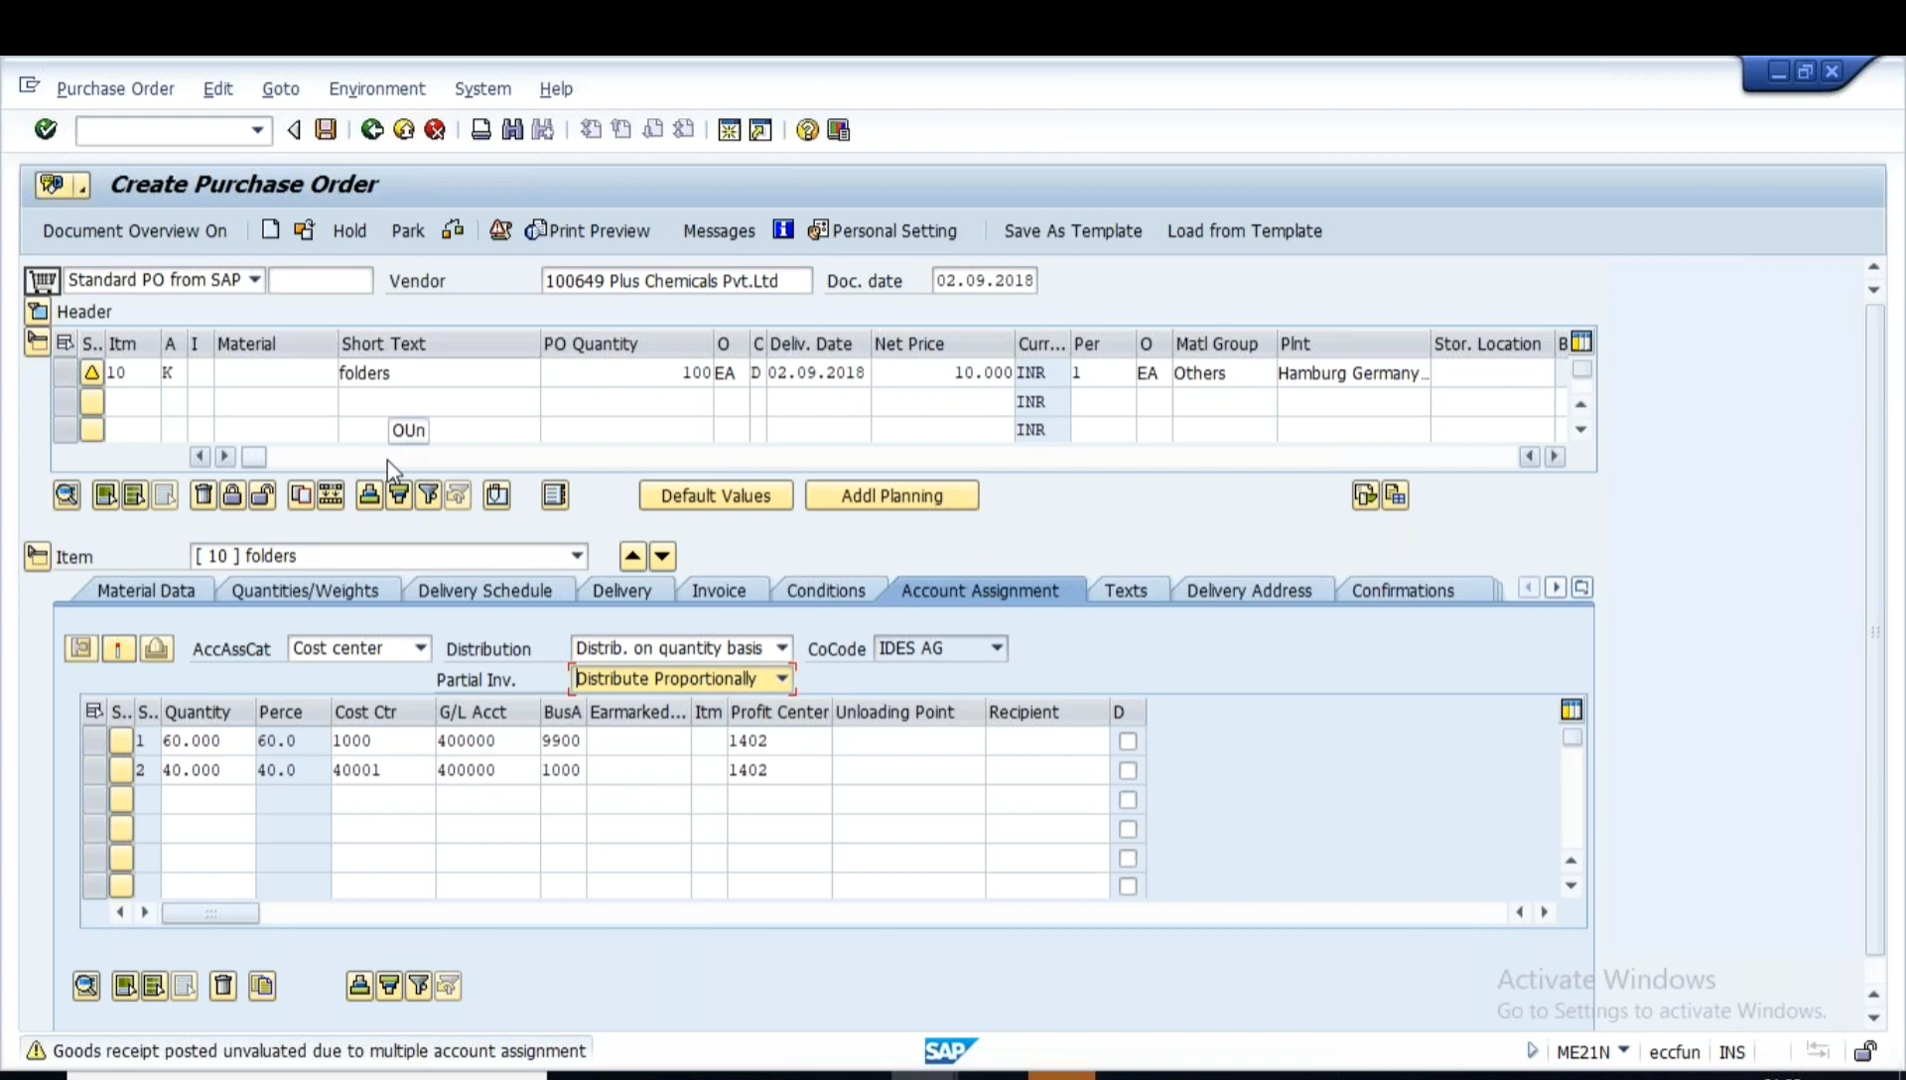 Purchase Order Edit Goto Environment System Help
Create Purchase Order
Document Overview On Hold Park Print Preview Messages Personal Setting Save As Template Load from Template
Standard PO from SAP Vendor 100649 Plus Chemicals Pvt.Ltd Doc. date 02.09.2018
Header
S.. Itm A I Material Short Text PO Quantity O C Deliv. Date Net Price Curr... Per O Matl Group Plnt Stor. Location B
10 K folders 100 EA D 02.09.2018 10.000 INR 1 EA Others Hamburg Germany...
INR
OUn INR
Default Values Addl Planning
Item [ 10 ] folders
Material Data Quantities/Weights Delivery Schedule Delivery Invoice Conditions Account Assignment Texts Delivery Address Confirmations
AccAssCat Cost center Distribution Distrib. on quantity basis CoCode IDES AG
Partial Inv. Distribute Proportionally
S.. S.. Quantity Perce Cost Ctr G/L Acct BusA Earmarked... Itm Profit Center Unloading Point Recipient D
1 60.000 60.0 1000 400000 9900 1402
2 40.000 40.0 40001 400000 1000 1402
Activate Windows
Go to Settings to activate Windows.
Goods receipt posted unvaluated due to multiple account assignment SAP ME21N eccfun INS